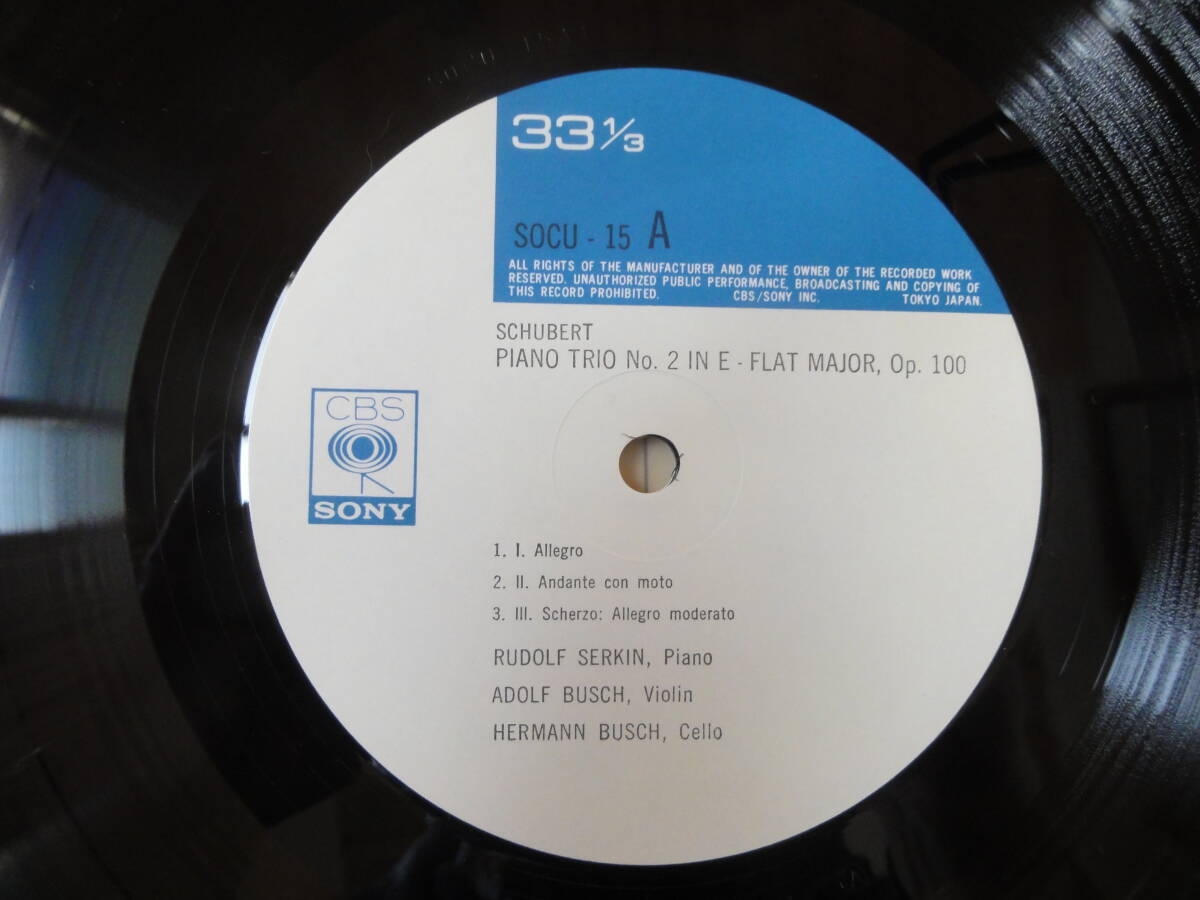 33 1/3
SOCU - 15 A
ALL RIGHTS OF THE MANUFACTURER AND OF THE OWNER OF THE RECORDED WORK
RESERVED. UNAUTHORIZED PUBLIC PERFORMANCE, BROADCASTING AND COPYING OF
THIS RECORD PROHIBITED. CBS/SONY INC. TOKYO JAPAN.
SCHUBERT
PIANO TRIO No. 2 IN E - FLAT MAJOR, Op. 100
CBS
SONY
1. I. Allegro
2. II. Andante con moto
3. III. Scherzo: Allegro moderato
RUDOLF SERKIN, Piano
ADOLF BUSCH, Violin
HERMANN BUSCH, Cello